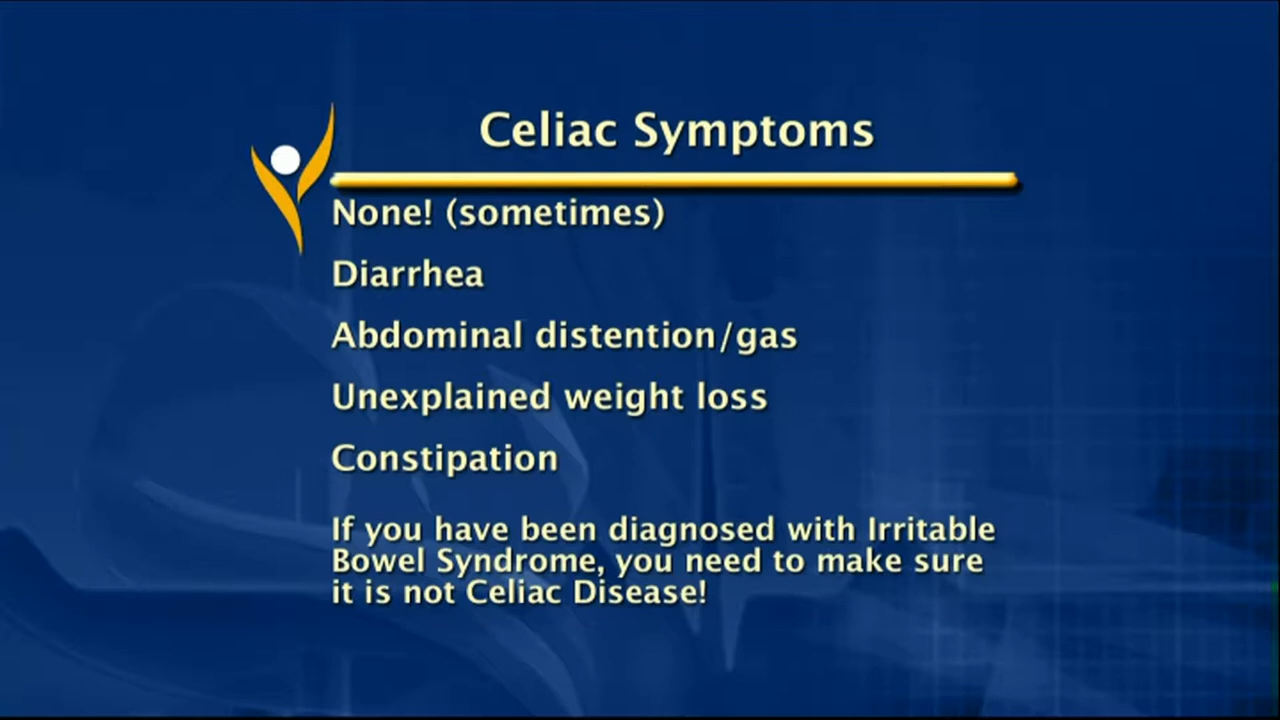 Celiac Symptoms
None! (sometimes)
Diarrhea
Abdominal distention/gas
Unexplained weight loss
Constipation
If you have been diagnosed with Irritable
Bowel Syndrome, you need to make sure
it is not Celiac Disease!